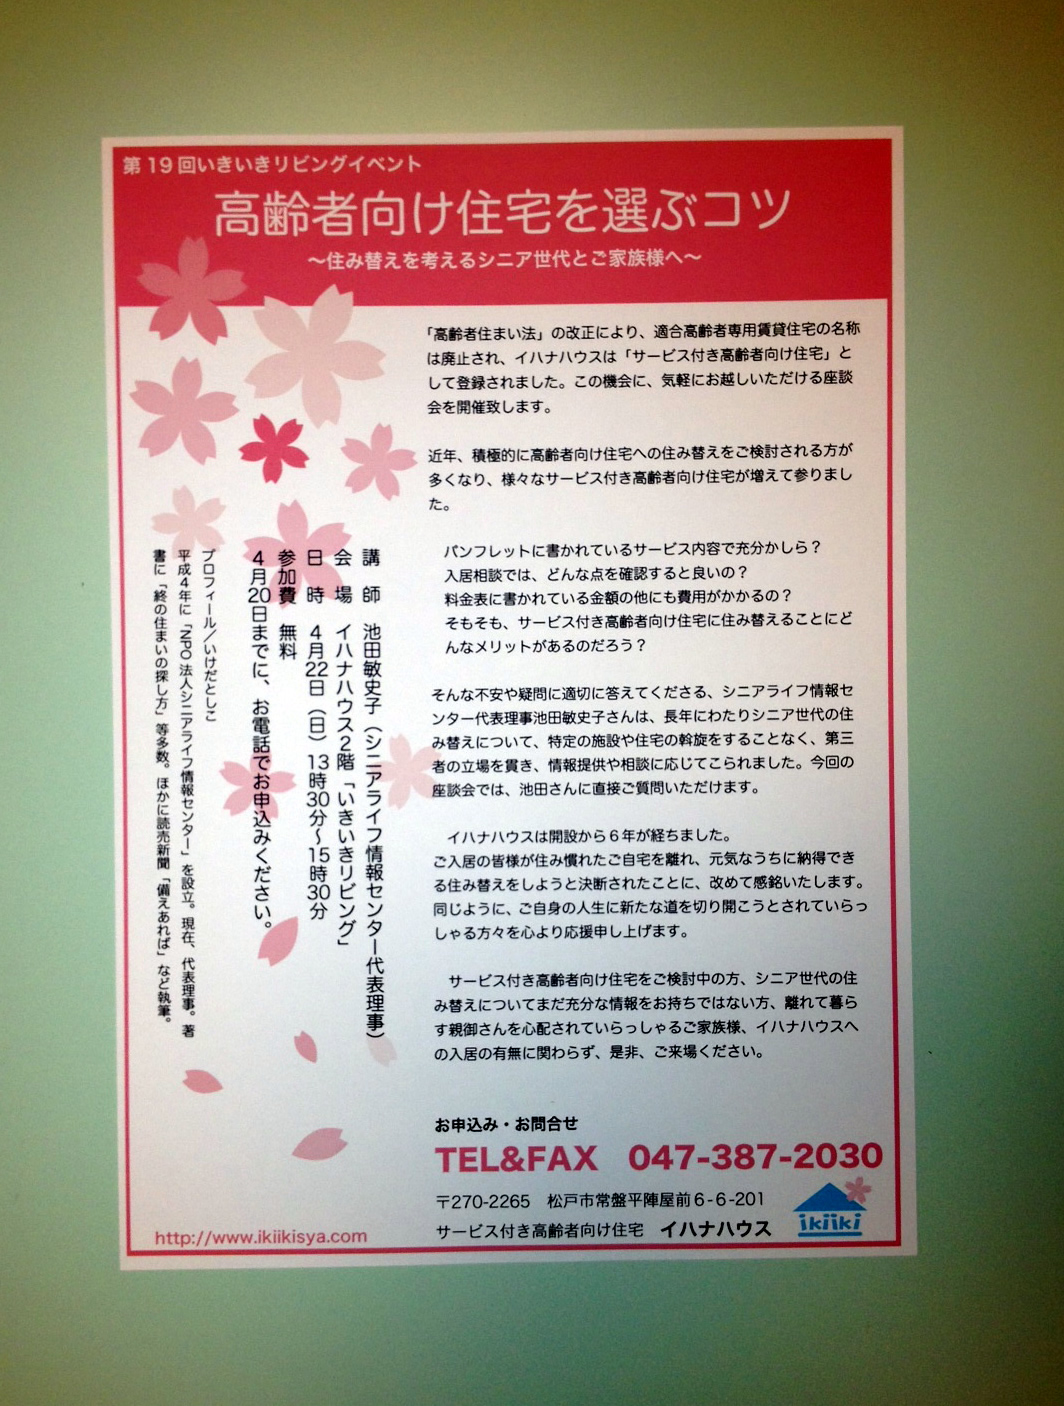 第19回いきいきリビングイベント
高齢者向け住宅を選ぶコツ
〜住み替えを考えるシニア世代とご家族様へ〜
「高齢者住まい法」の改正により、適合高齢者専用賃貸住宅の名称
は廃止され、イハナハウスは「サービス付き高齢者向け住宅」と
して登録されました。この機会に、気軽にお越しいただける座談
会を開催致します。
近年、積極的に高齢者向け住宅への住み替えをご検討される方が
多くなり、様々なサービス付き高齢者向け住宅が増えて参りまし
た。
パンフレットに書かれているサービス内容で充分かしら？
入居相談では、どんな点を確認すると良いの？
料金表に書かれている金額の他にも費用がかかるの？
そもそも、サービス付き高齢者向け住宅に住み替えることにど
んなメリットがあるのだろう？
そんな不安や疑問に適切に答えてくださる、シニアライフ情報セ
ンター代表理事池田敏史子さんは、長年にわたりシニア世代の住
み替えについて、特定の施設や住宅の斡旋をすることなく、第三
者の立場を貫き、情報提供や相談に応じてこられました。今回の
座談会では、池田さんに直接ご質問いただけます。
イハナハウスは開設から６年が経ちました。
ご入居の皆様が住み慣れたご自宅を離れ、元気なうちに納得でき
る住み替えをしようと決断されたことに、改めて感銘いたします。
同じように、ご自身の人生に新たな道を切り開こうとされていらっ
しゃる方々を心より応援申し上げます。
サービス付き高齢者向け住宅をご検討中の方、シニア世代の住
み替えについてまだ充分な情報をお持ちではない方、離れて暮ら
す親御さんを心配されていらっしゃるご家族様、イハナハウスへ
の入居の有無に関わらず、是非、ご来場ください。
講　師　池田敏史子（シニアライフ情報センター代表理事）
会　場　イハナハウス２階「いきいきリビング」
日　時　４月22日（日）13時30分〜15時30分
参加費　無料
４月20日までに、お電話でお申込みください。
プロフィール／いけだとしこ
平成４年に「NPO法人シニアライフ情報センター」を設立。現在、代表理事。著
書に「終の住まいの探し方」等多数。ほかに読売新聞「備えあれば」など執筆。
お申込み・お問合せ
TEL&FAX　047-387-2030
〒270-2265　松戸市常盤平陣屋前６-６-201
サービス付き高齢者向け住宅　イハナハウス
ikiiki
http://www.ikiikisya.com